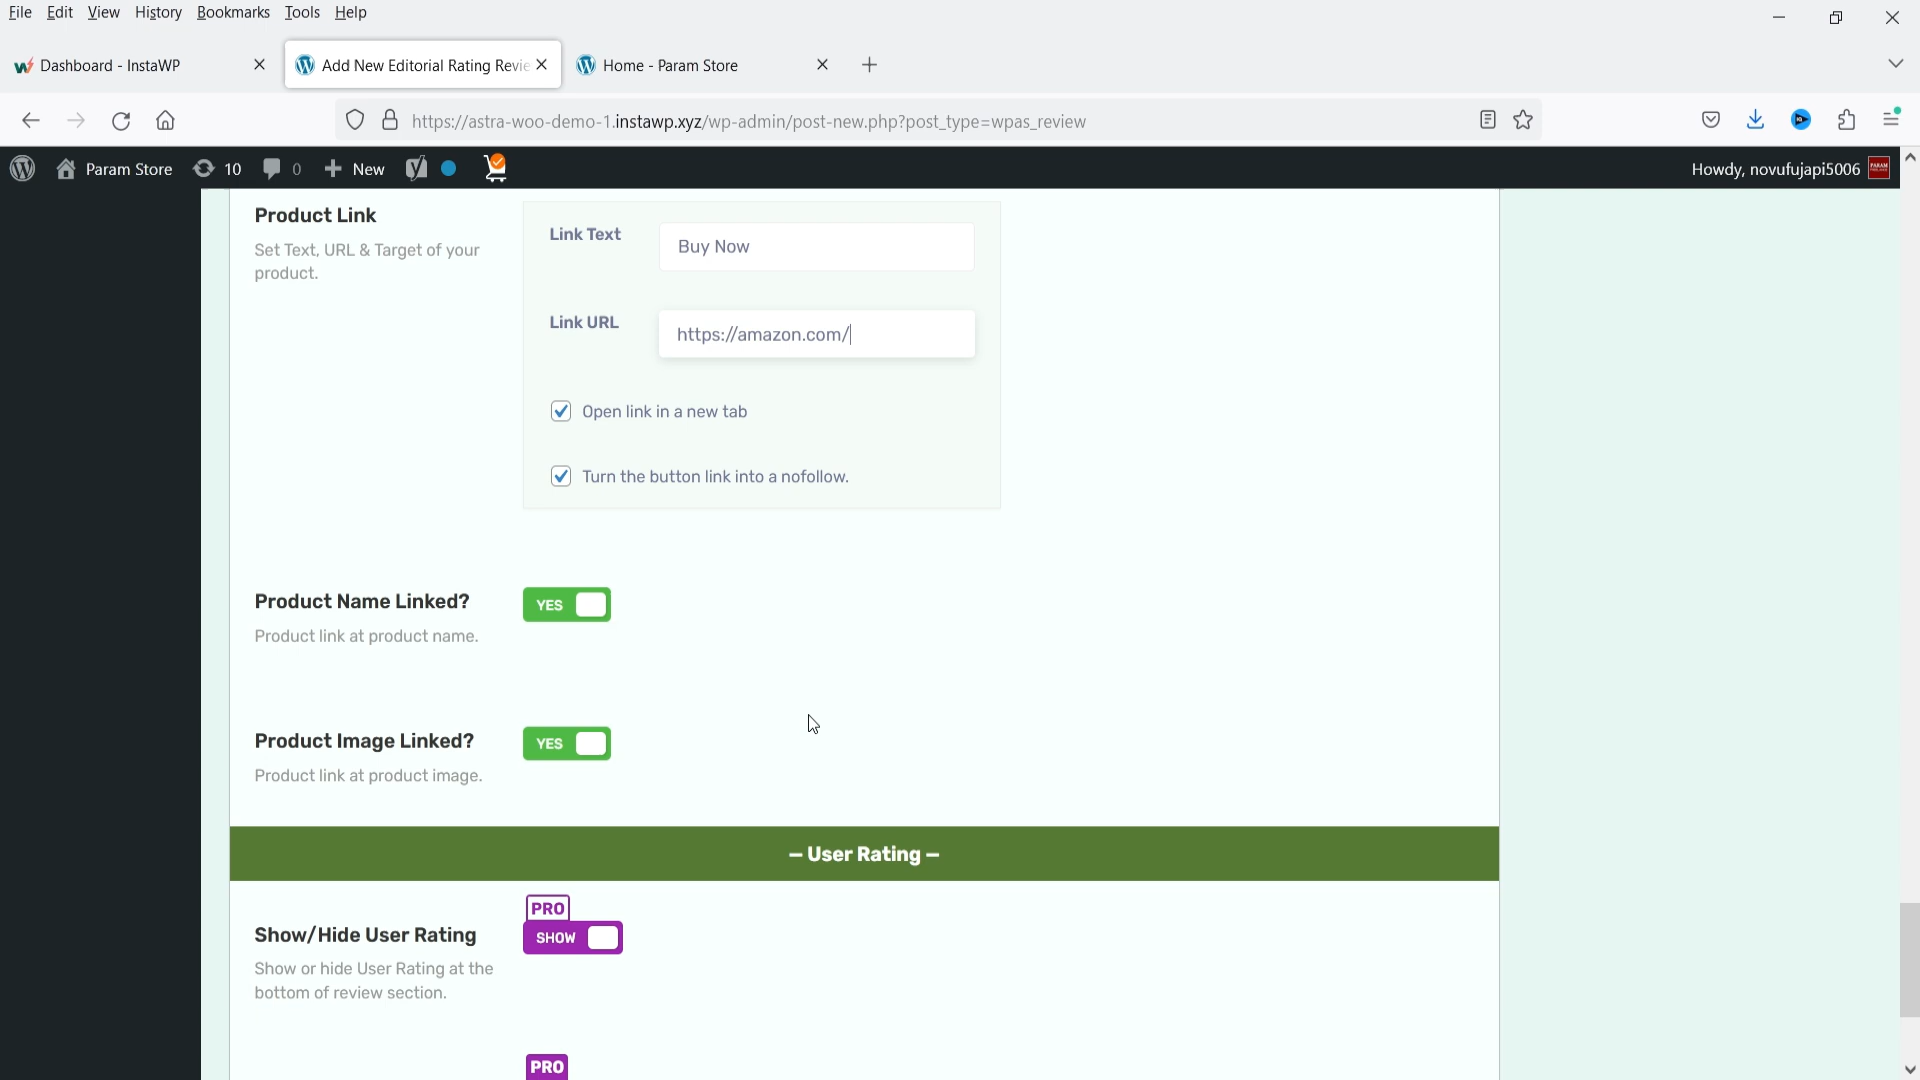 File Edit View History Bookmarks Tools Help
Dashboard - InstaWP
Add New Editorial Rating Revie
Home - Param Store
https://astra-woo-demo-1.instawp.xyz/wp-admin/post-new.php?post_type=wpas_review
Param Store 10 0 New
Howdy, novufujapi5006
Product Link
Set Text, URL & Target of your
product.
Link Text
Buy Now
Link URL
https://amazon.com/
Open link in a new tab
Turn the button link into a nofollow.
Product Name Linked?
YES
Product link at product name.
Product Image Linked?
YES
Product link at product image.
– User Rating –
PRO
Show/Hide User Rating
SHOW
Show or hide User Rating at the
bottom of review section.
PRO